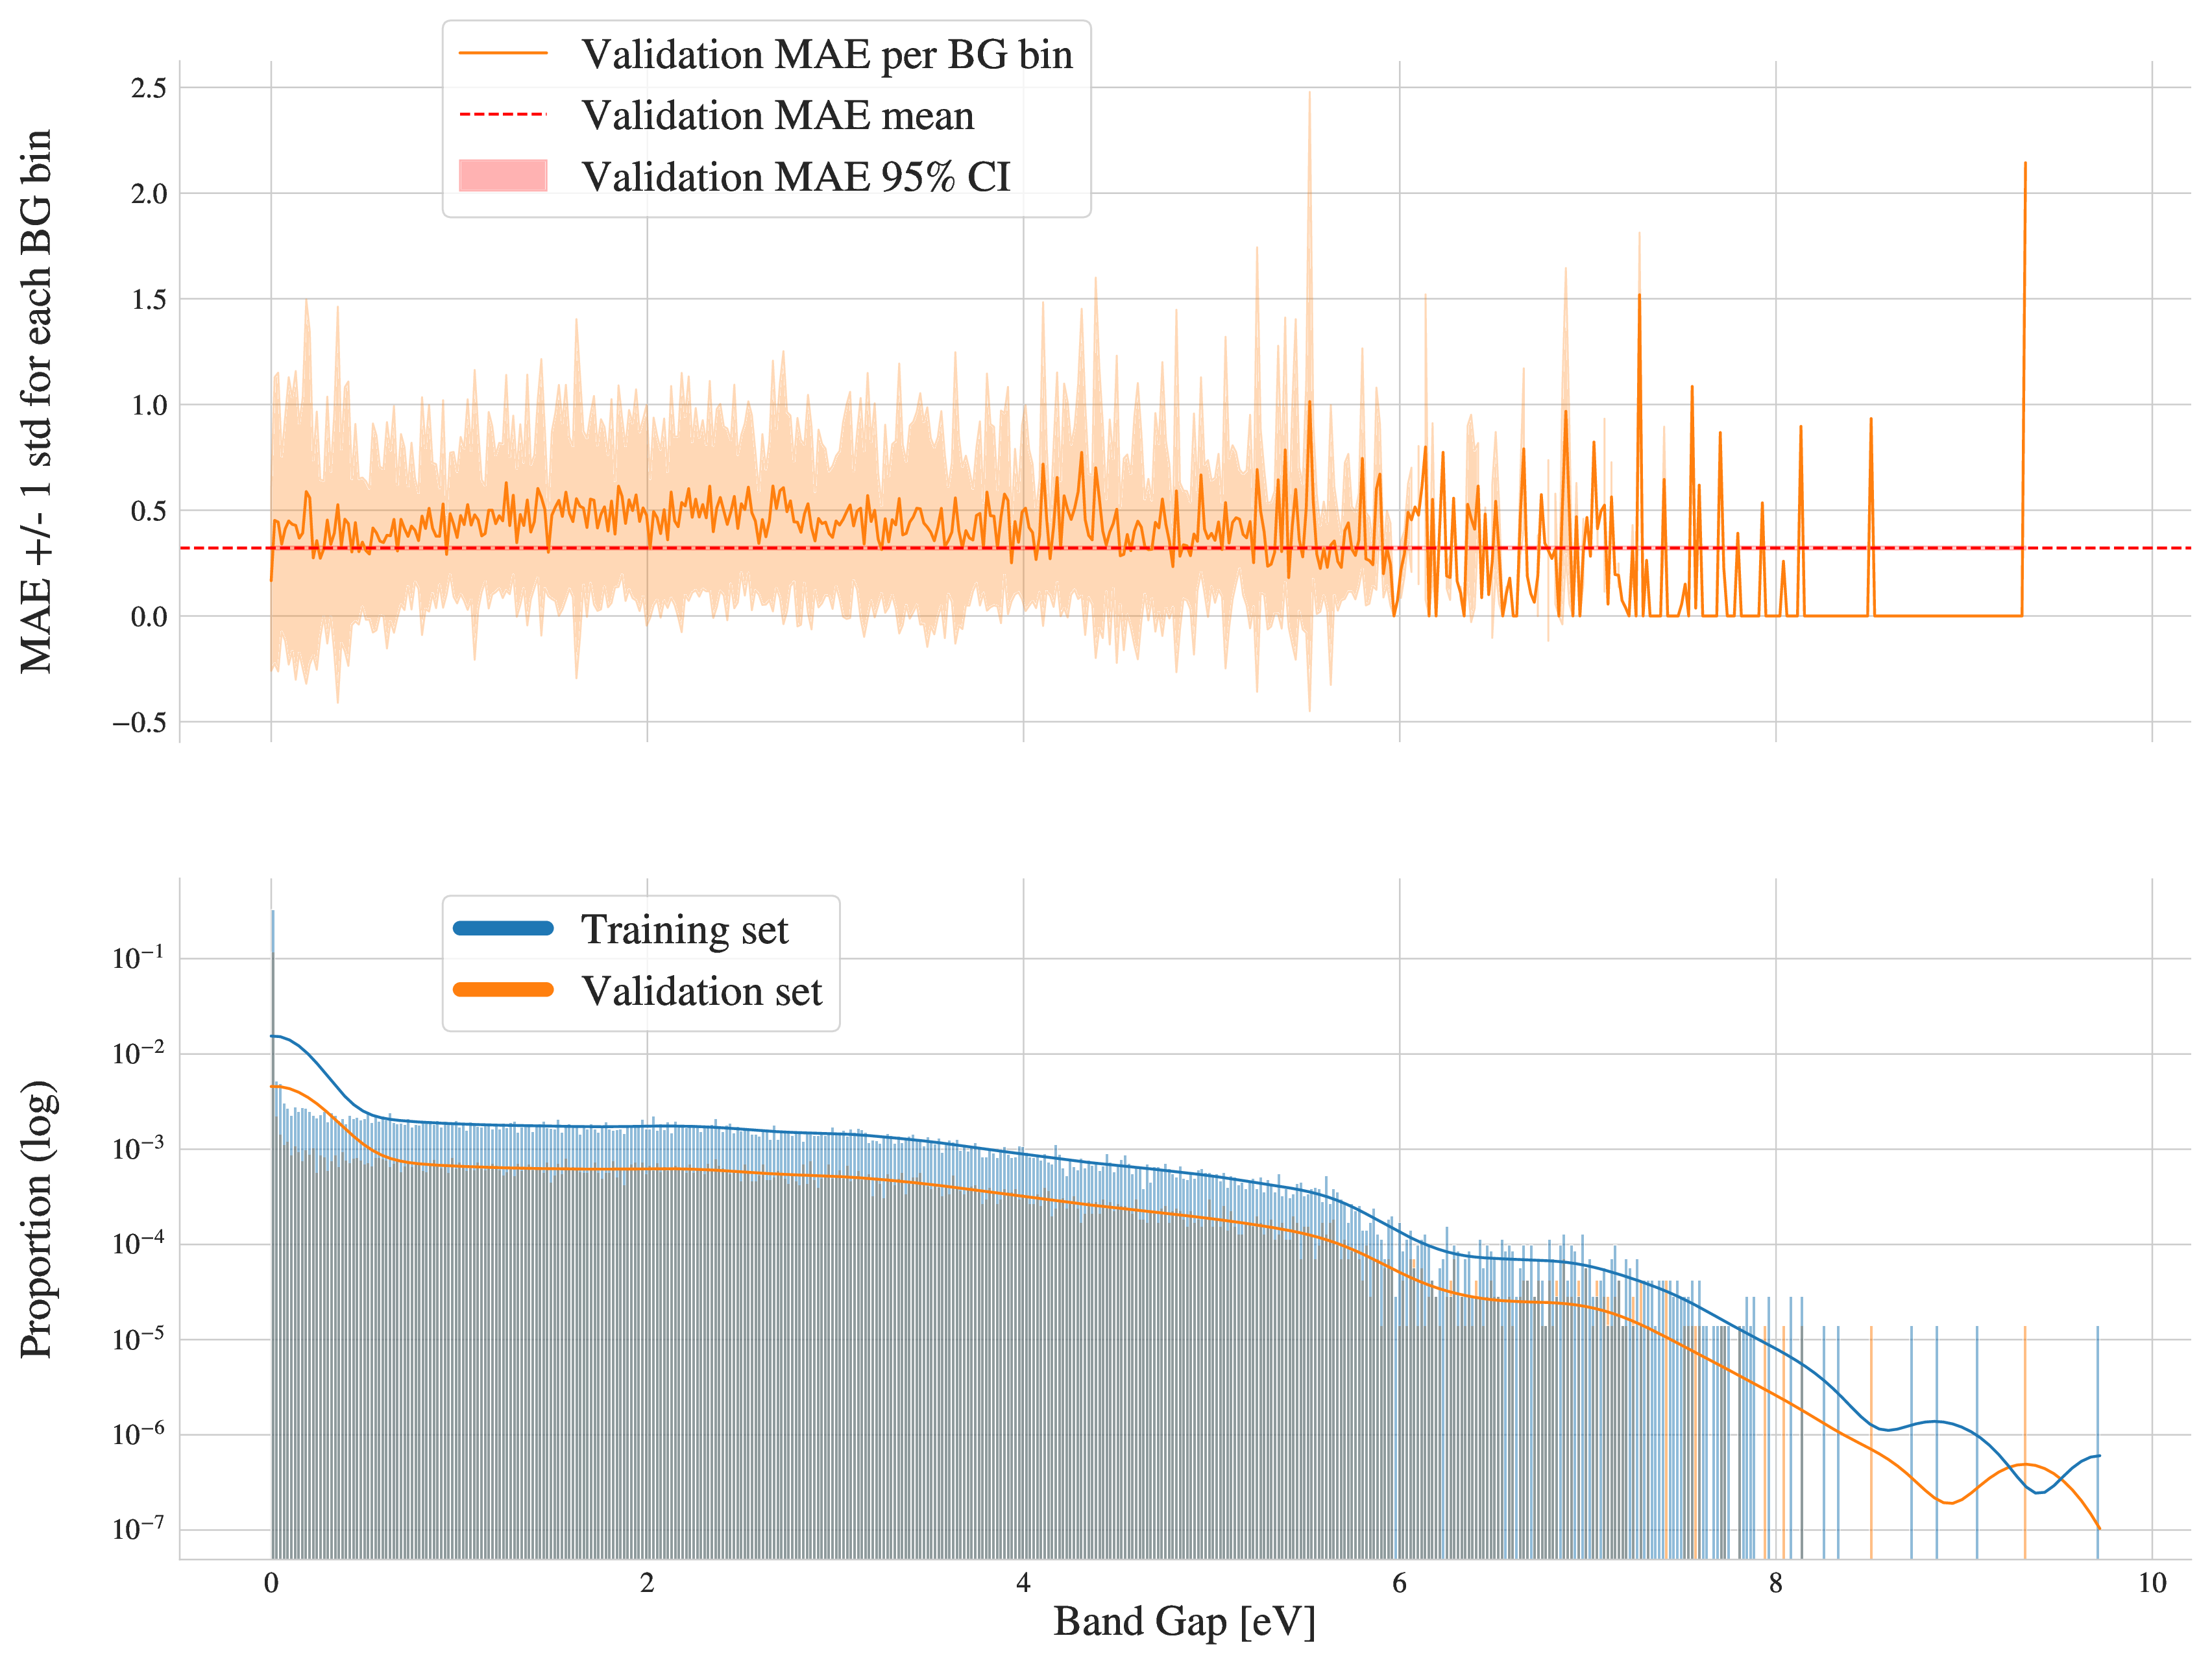 Validation MAE per BG bin
Validation MAE mean
Validation MAE 95% CI
MAE +/- 1 std for each BG bin
2.5
2.0
1.5
1.0
0.5
0.0
−0.5
Training set
Validation set
Proportion (log)
10⁻¹
10⁻²
10⁻³
10⁻⁴
10⁻⁵
10⁻⁶
10⁻⁷
0 2 4 6 8 10
Band Gap [eV]